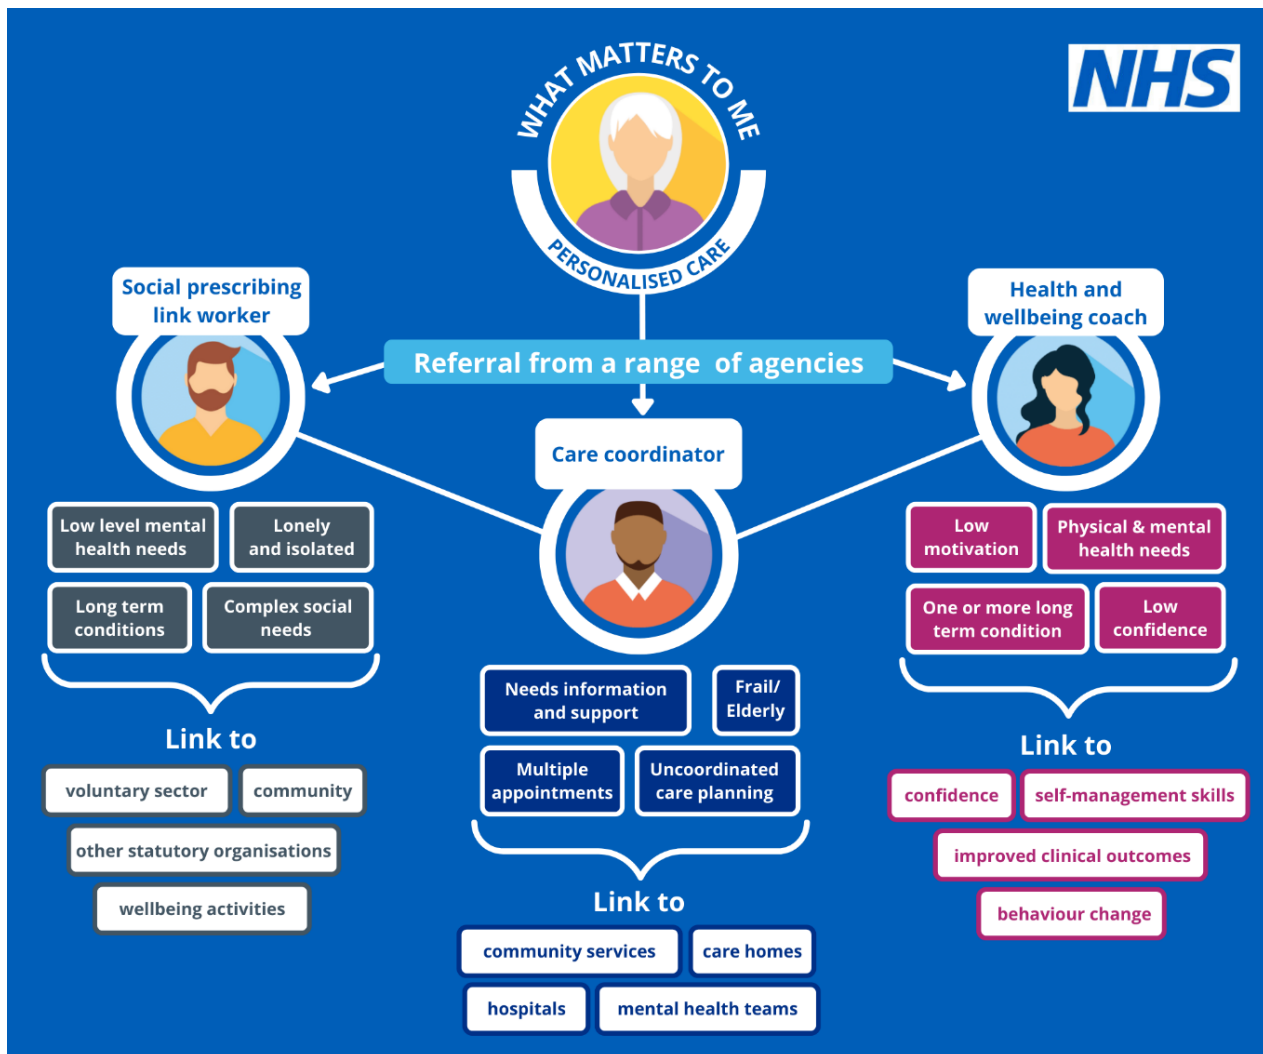 WHAT MATTERS TO ME
NHS
PERSONALISED CARE
Social prescribing
link worker
Health and
wellbeing coach
Referral from a range of agencies
Care coordinator
Low level mental
health needs
Lonely
and isolated
Long term
conditions
Complex social
needs
Link to
voluntary sector
community
other statutory organisations
wellbeing activities
Needs information
and support
Frail/
Elderly
Multiple
appointments
Uncoordinated
care planning
Link to
community services
care homes
hospitals
mental health teams
Low
motivation
Physical & mental
health needs
One or more long
term condition
Low
confidence
Link to
confidence
self-management skills
improved clinical outcomes
behaviour change